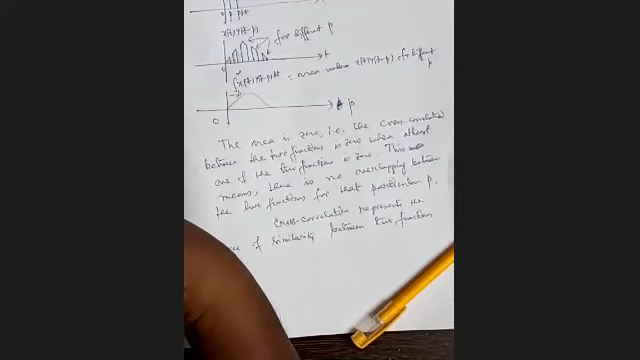 x(t)y(t-p)
for different p
t
∫x(t)y(t-p)dt = area under x(t)y(t-p) for different
p
0
p
The area is zero, i.e. the cross-correlation
between the two functions is zero when atleast
one of the two functions is zero. This
means, there is no overlapping between
the two functions for that particular p.
Cross-correlation represents the
of similarity between two functions